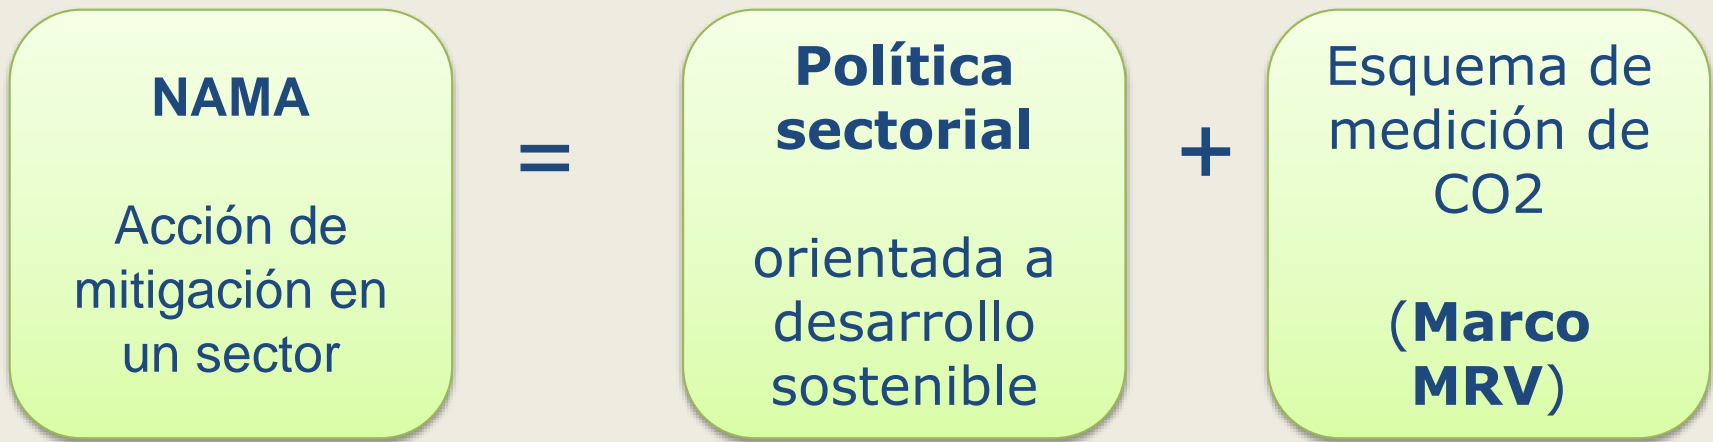 NAMA
Acción de
mitigación en
un sector
=
Política
sectorial
orientada a
desarrollo
sostenible
+
Esquema de
medición de
CO2
(Marco
MRV)